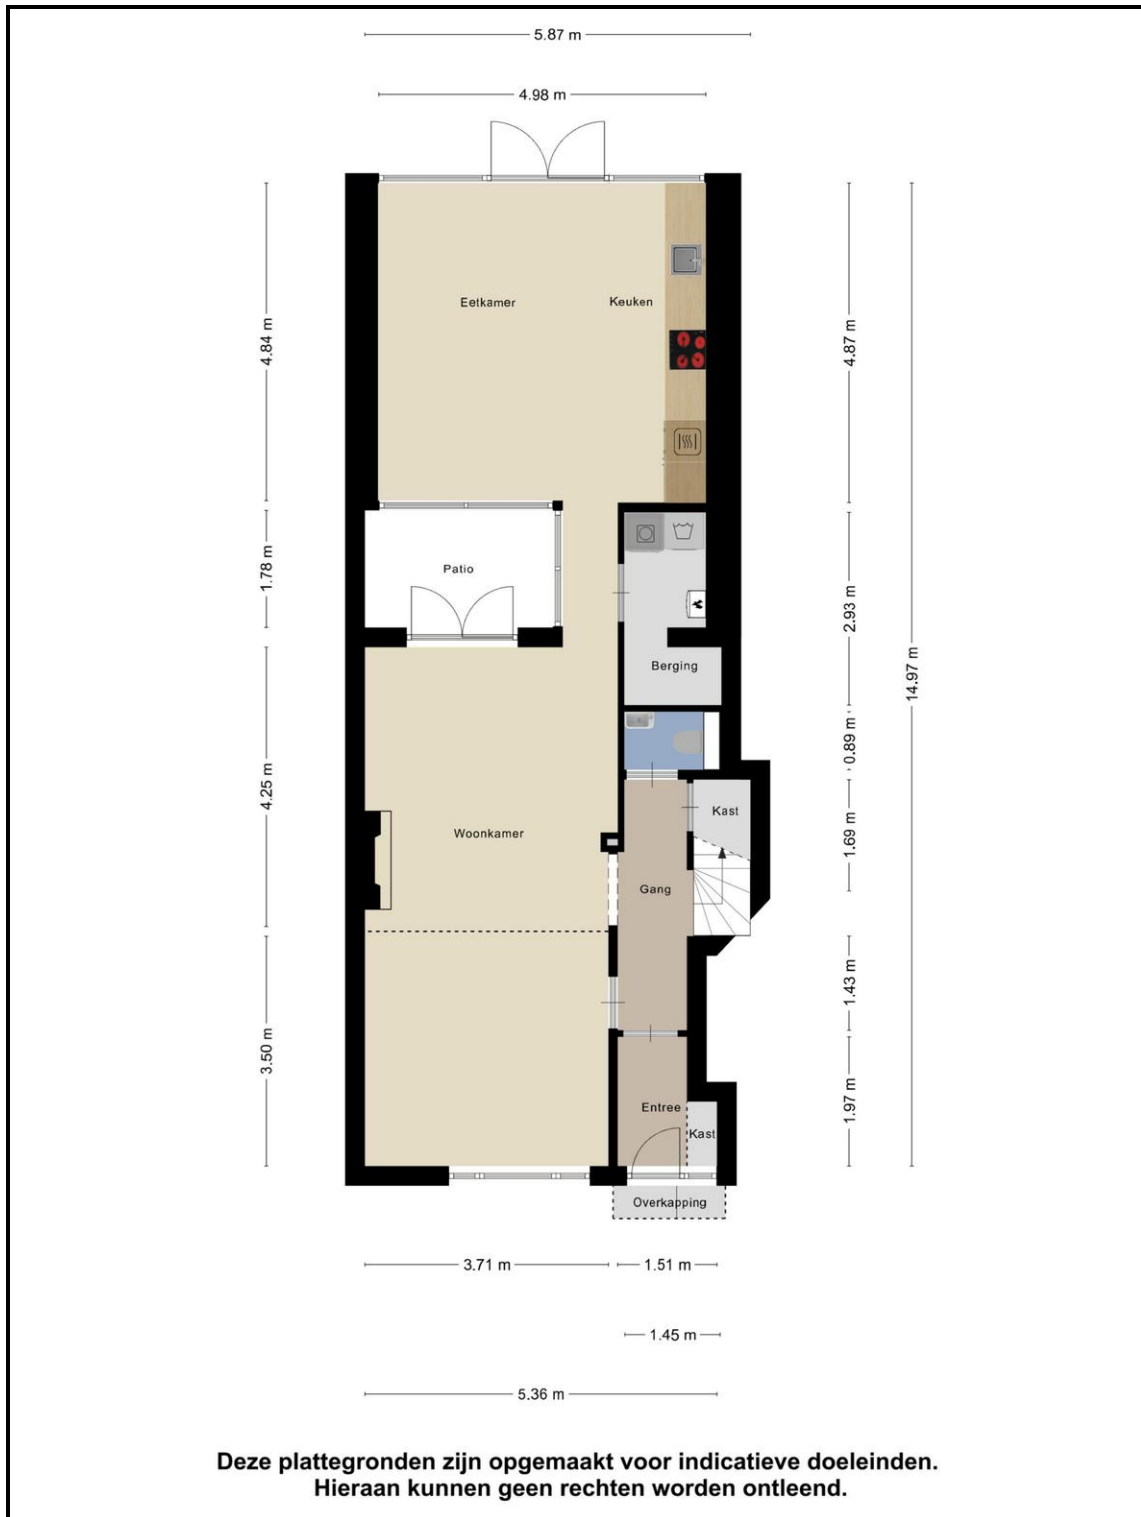 5.87 m
4.98 m
4.84 m
1.78 m
4.25 m
3.50 m
Eetkamer
Keuken
Patio
Berging
Woonkamer
Kast
Gang
Entree
Kast
Overkapping
4.87 m
2.93 m
0.89 m
1.69 m
1.43 m
1.97 m
14.97 m
3.71 m
1.51 m
1.45 m
5.36 m
Deze plattegronden zijn opgemaakt voor indicatieve doeleinden.
Hieraan kunnen geen rechten worden ontleend.